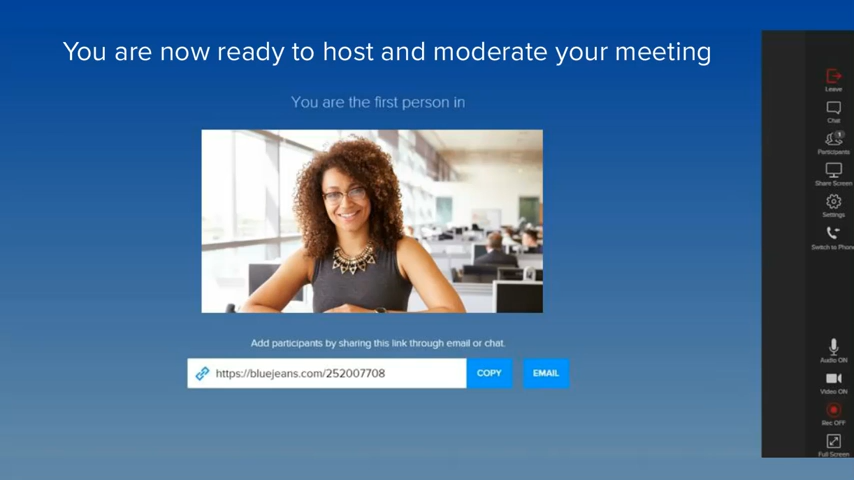 You are now ready to host and moderate your meeting
You are the first person in
Add participants by sharing this link through email or chat.
https://bluejeans.com/252007708
COPY
EMAIL
Leave
Chat
1
Participants
Share Screen
Settings
Switch to Phon
Audio ON
Video ON
Rec OFF
Full Screen